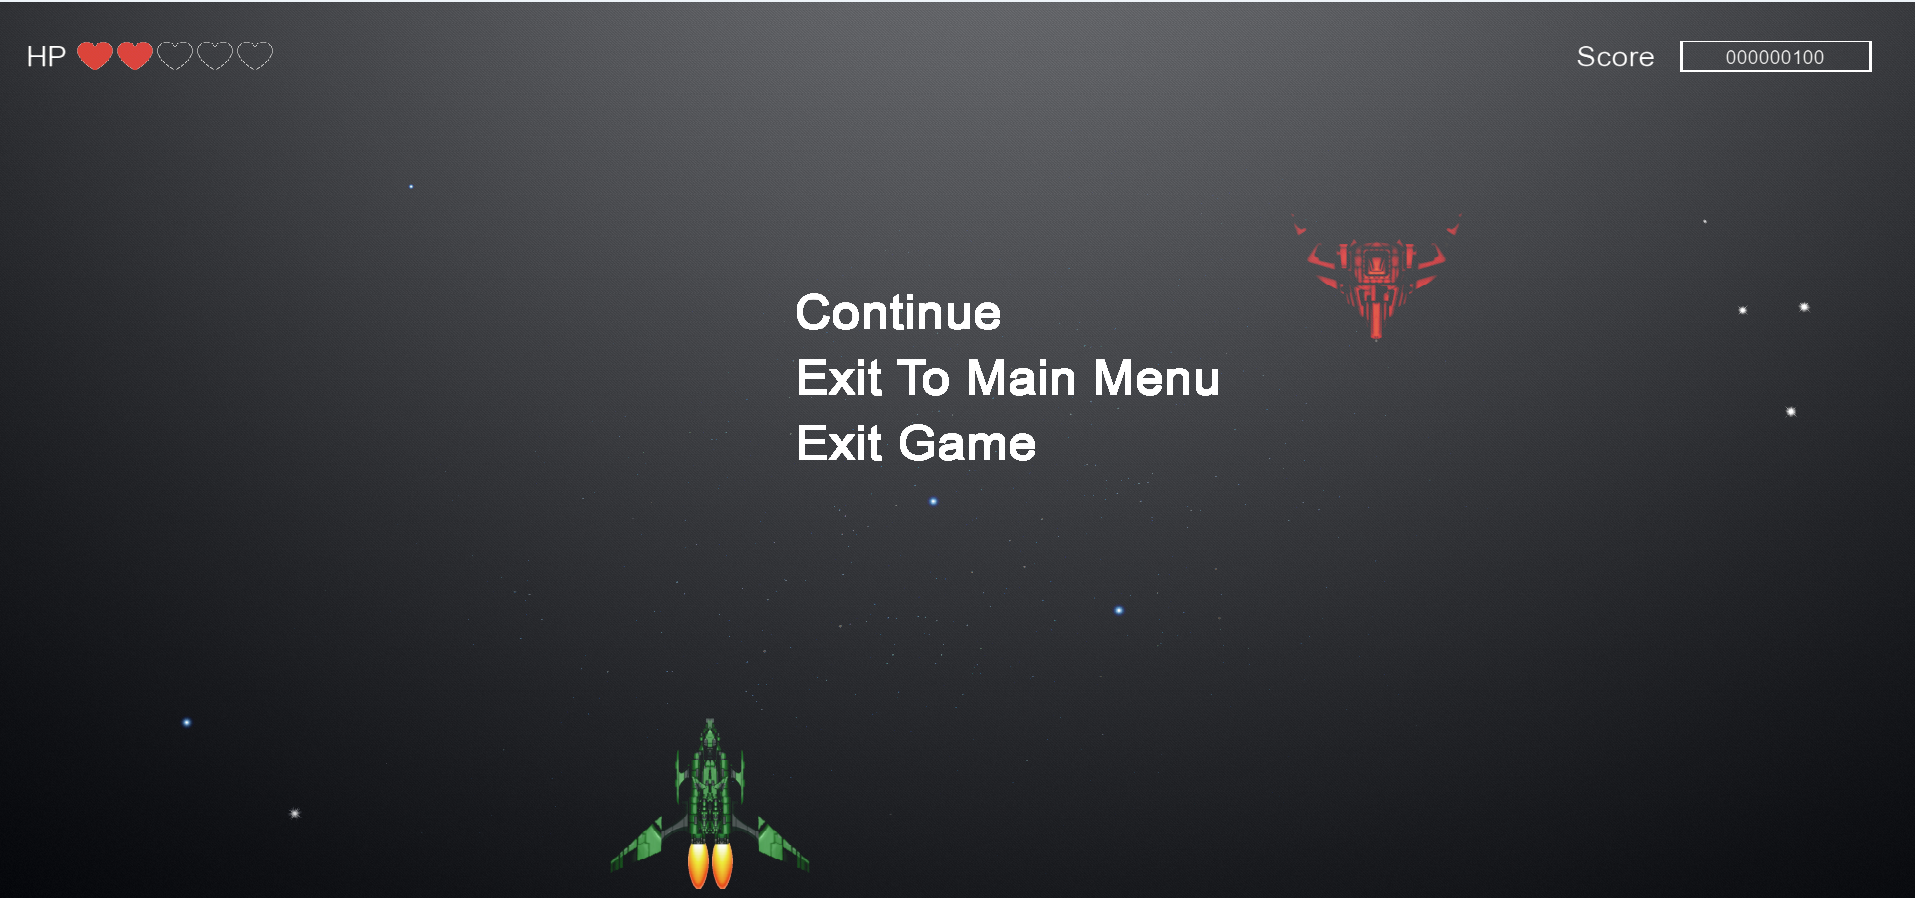 HP
Score 000000100
Continue
Exit To Main Menu
Exit Game